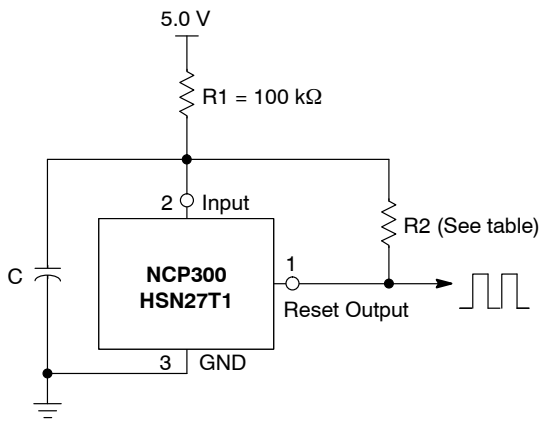 5.0 V
R1 = 100 kΩ
2
Input
R2 (See table)
C
NCP300
HSN27T1
1
Reset Output
3
GND